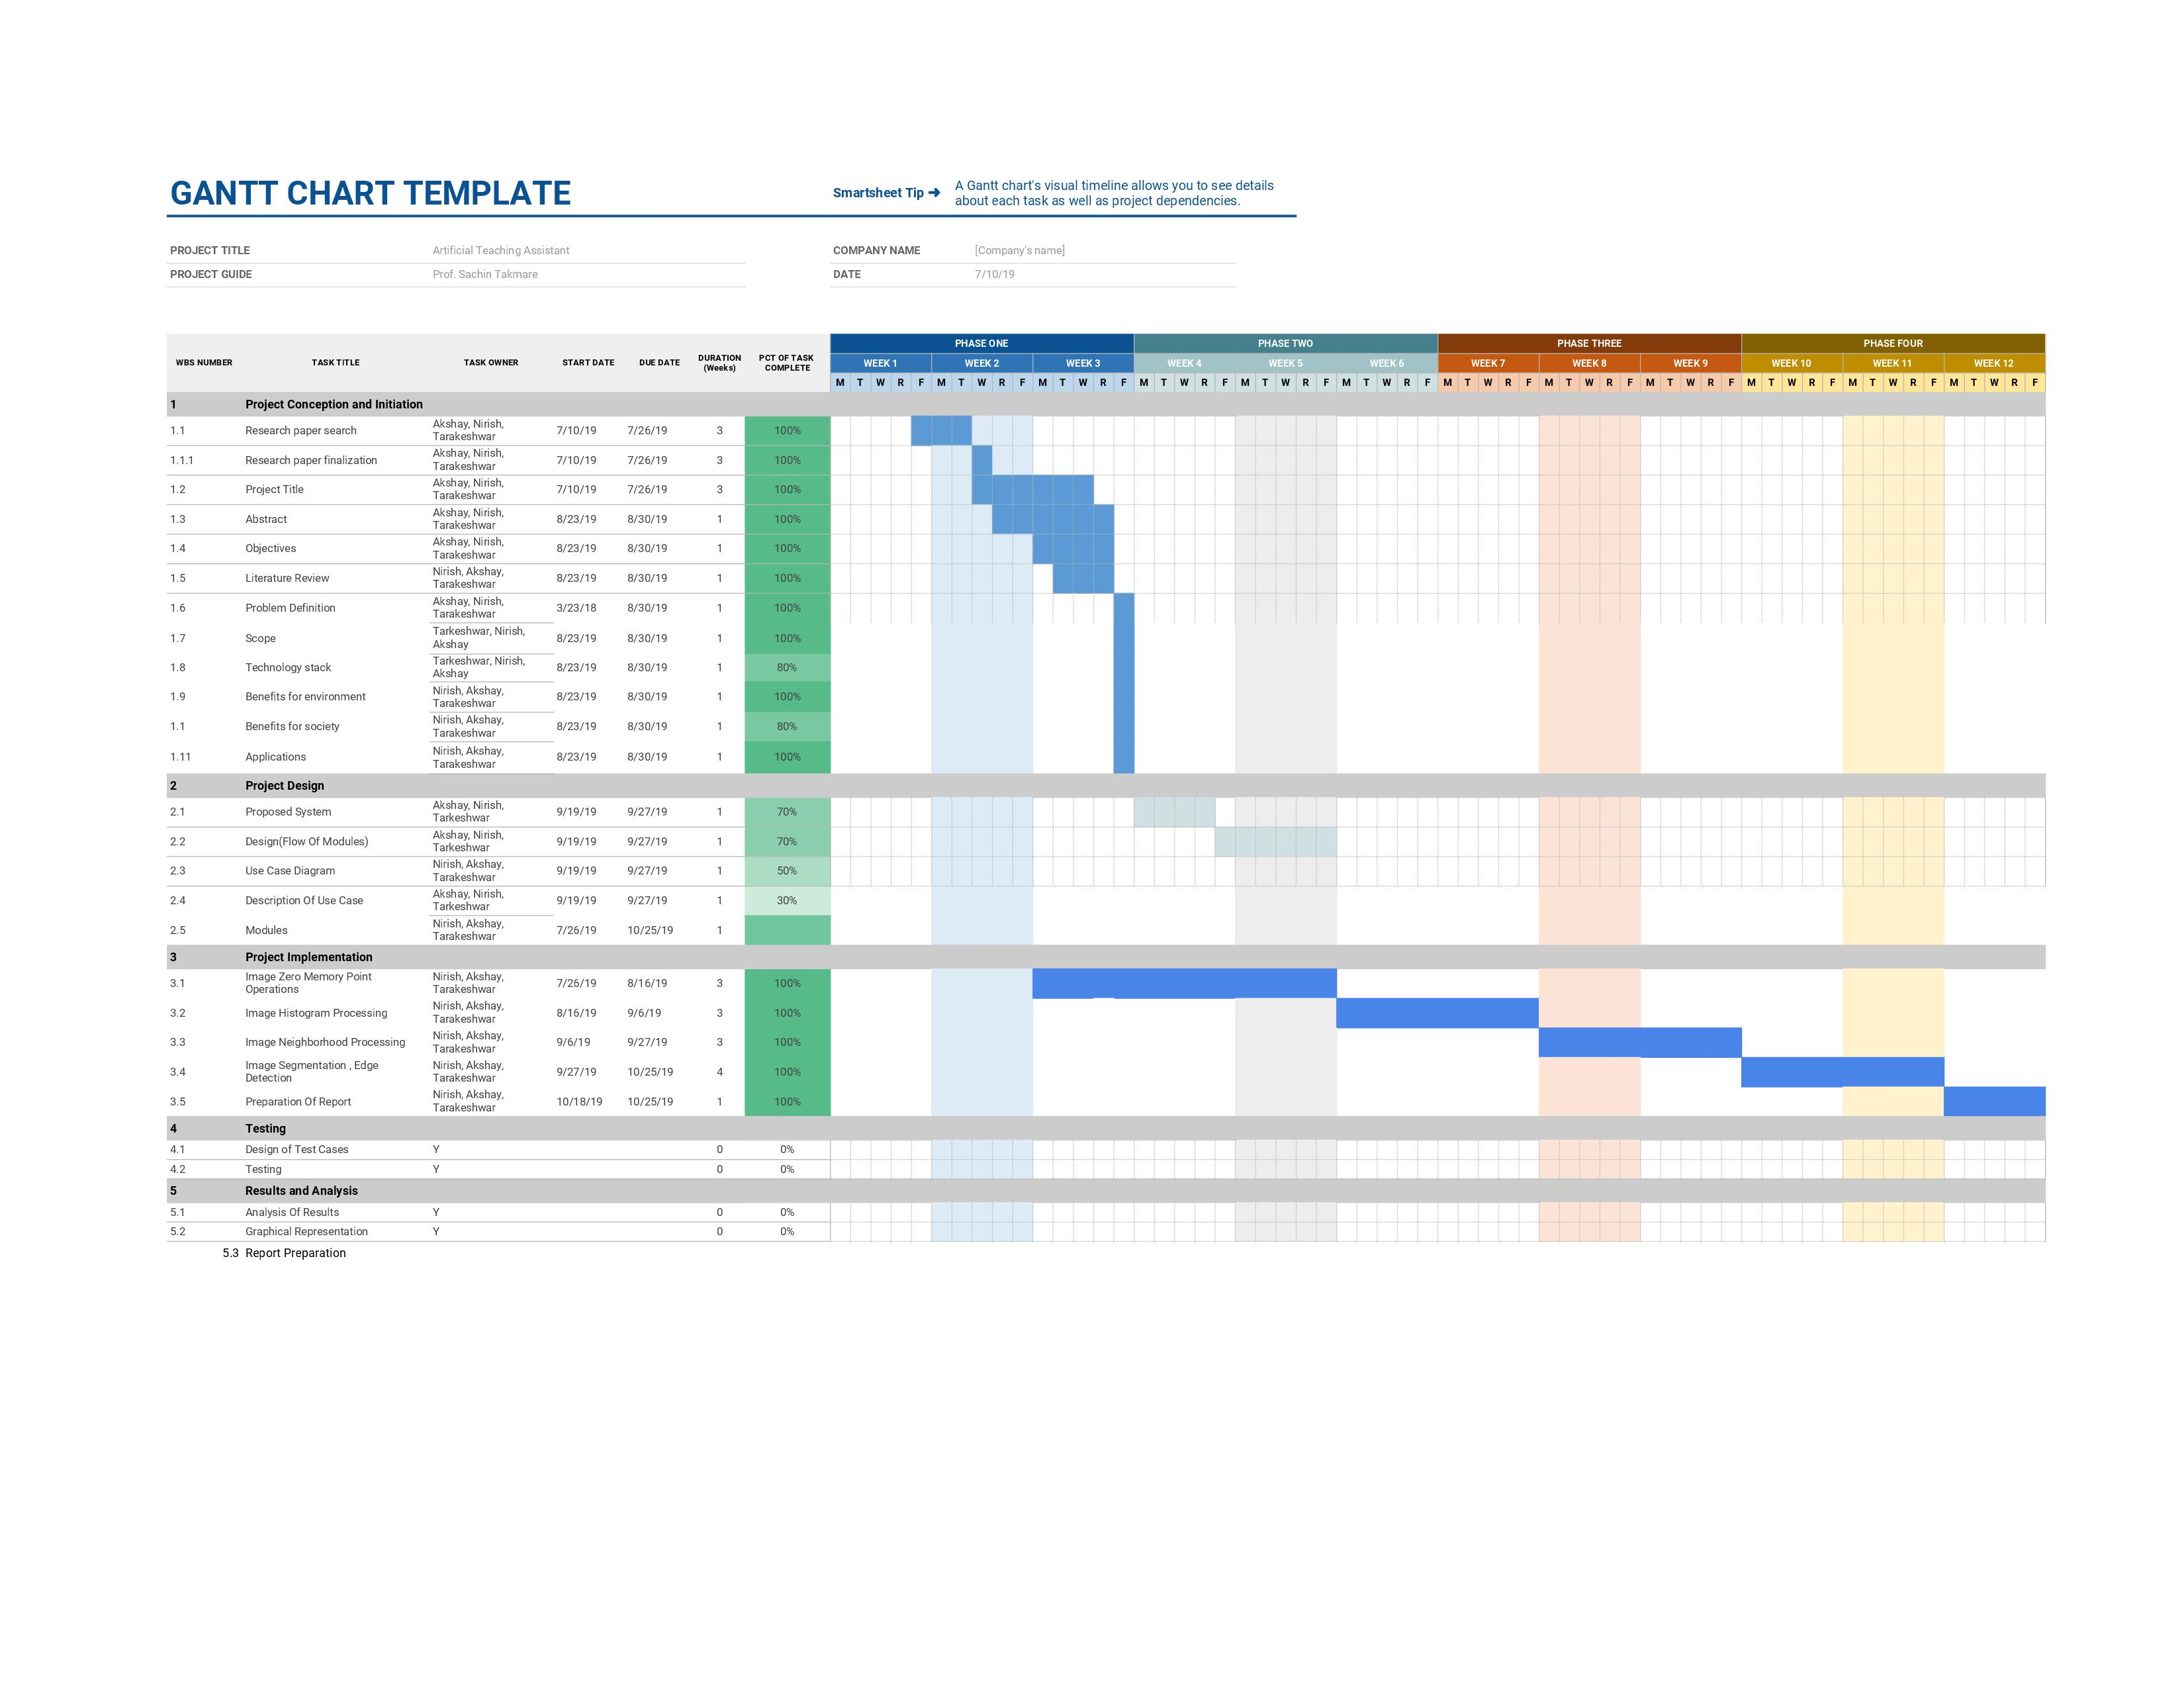 GANTT CHART TEMPLATE
Smartsheet Tip ➜
A Gantt chart's visual timeline allows you to see details
about each task as well as project dependencies.
PROJECT TITLE Artificial Teaching Assistant COMPANY NAME [Company's name]
PROJECT GUIDE Prof. Sachin Takmare DATE 7/10/19
WBS NUMBER TASK TITLE TASK OWNER START DATE DUE DATE DURATION (Weeks) PCT OF TASK COMPLETE
PHASE ONE PHASE TWO PHASE THREE PHASE FOUR
WEEK 1 WEEK 2 WEEK 3 WEEK 4 WEEK 5 WEEK 6 WEEK 7 WEEK 8 WEEK 9 WEEK 10 WEEK 11 WEEK 12
M T W R F M T W R F M T W R F M T W R F M T W R F M T W R F M T W R F M T W R F M T W R F M T W R F M T W R F M T W R F
1 Project Conception and Initiation
1.1 Research paper search Akshay, Nirish, Tarakeshwar 7/10/19 7/26/19 3 100%
1.1.1 Research paper finalization Akshay, Nirish, Tarakeshwar 7/10/19 7/26/19 3 100%
1.2 Project Title Akshay, Nirish, Tarakeshwar 7/10/19 7/26/19 3 100%
1.3 Abstract Akshay, Nirish, Tarakeshwar 8/23/19 8/30/19 1 100%
1.4 Objectives Akshay, Nirish, Tarakeshwar 8/23/19 8/30/19 1 100%
1.5 Literature Review Nirish, Akshay, Tarakeshwar 8/23/19 8/30/19 1 100%
1.6 Problem Definition Akshay, Nirish, Tarakeshwar 3/23/18 8/30/19 1 100%
1.7 Scope Tarkeshwar, Nirish, Akshay 8/23/19 8/30/19 1 100%
1.8 Technology stack Tarkeshwar, Nirish, Akshay 8/23/19 8/30/19 1 80%
1.9 Benefits for environment Nirish, Akshay, Tarakeshwar 8/23/19 8/30/19 1 100%
1.1 Benefits for society Nirish, Akshay, Tarakeshwar 8/23/19 8/30/19 1 80%
1.11 Applications Nirish, Akshay, Tarakeshwar 8/23/19 8/30/19 1 100%
2 Project Design
2.1 Proposed System Akshay, Nirish, Tarkeshwar 9/19/19 9/27/19 1 70%
2.2 Design(Flow Of Modules) Akshay, Nirish, Tarkeshwar 9/19/19 9/27/19 1 70%
2.3 Use Case Diagram Nirish, Akshay, Tarakeshwar 9/19/19 9/27/19 1 50%
2.4 Description Of Use Case Akshay, Nirish, Tarkeshwar 9/19/19 9/27/19 1 30%
2.5 Modules Nirish, Akshay, Tarakeshwar 7/26/19 10/25/19 1
3 Project Implementation
3.1 Image Zero Memory Point Operations Nirish, Akshay, Tarakeshwar 7/26/19 8/16/19 3 100%
3.2 Image Histogram Processing Nirish, Akshay, Tarakeshwar 8/16/19 9/6/19 3 100%
3.3 Image Neighborhood Processing Nirish, Akshay, Tarakeshwar 9/6/19 9/27/19 3 100%
3.4 Image Segmentation , Edge Detection Nirish, Akshay, Tarakeshwar 9/27/19 10/25/19 4 100%
3.5 Preparation Of Report Nirish, Akshay, Tarakeshwar 10/18/19 10/25/19 1 100%
4 Testing
4.1 Design of Test Cases Y 0 0%
4.2 Testing Y 0 0%
5 Results and Analysis
5.1 Analysis Of Results Y 0 0%
5.2 Graphical Representation Y 0 0%
5.3 Report Preparation